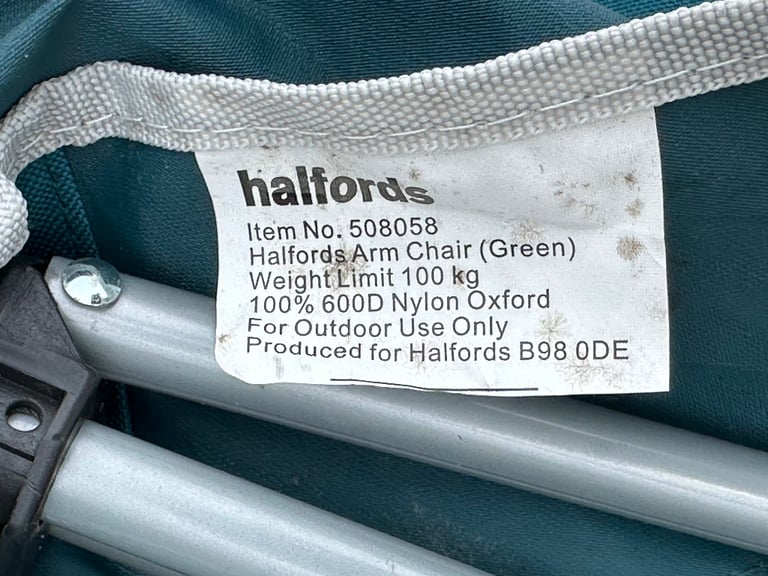 halfords
Item No. 508058
Halfords Arm Chair (Green)
Weight Limit 100 kg
100% 600D Nylon Oxford
For Outdoor Use Only
Produced for Halfords B98 0DE